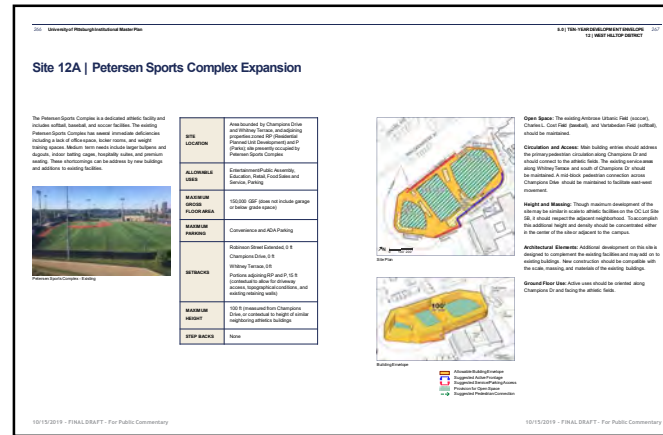 266 University of Pittsburgh Institutional Master Plan
Site 12A | Petersen Sports Complex Expansion
The Petersen Sports Complex is a dedicated athletic facility and
includes softball, baseball, and soccer facilities. The existing
Petersen Sports Complex has several immediate deficiencies
including a lack of office space, locker rooms, and weight
training spaces. Medium term needs include larger bullpens and
dugouts, indoor batting cages, hospitality suites, and premium
seating. These shortcomings can be address by new buildings
and additions to existing facilities.
Petersen Sports Complex - Existing
SITE
LOCATION
Area bounded by Champions Drive
and Whitney Terrace, and adjoining
properties zoned RP (Residential
Planned Unit Development) and P
(Parks); site presently occupied by
Petersen Sports Complex
ALLOWABLE
USES
Entertainment/Public Assembly,
Education, Retail, Food Sales and
Service, Parking
MAXIMUM
GROSS
FLOOR AREA
150,000 GSF (does not include garage
or below grade space)
MAXIMUM
PARKING
Convenience and ADA Parking
SETBACKS
Robinson Street Extended, 0 ft
Champions Drive, 0 ft
Whitney Terrace, 0 ft
Portions adjoining RP and P, 15 ft
(contextual to allow for driveway
access, topographical conditions, and
existing retaining walls)
MAXIMUM
HEIGHT
100 ft (measured from Champions
Drive, or contextual to height of similar
neighboring athletics buildings
STEP BACKS
None
10/15/2019 - FINAL DRAFT - For Public Commentary
5.0 | TEN-YEAR DEVELOPMENT ENVELOPE 267
12 | WEST HILLTOP DISTRICT
Site Plan
100'
Building Envelope
Allowable Building Envelope
Suggested Active Frontage
Suggested Service/Parking Access
Provision for Open Space
Suggested Pedestrian Connection
Open Space: The existing Ambrose Urbanic Field (soccer),
Charles L. Cost Field (baseball), and Vartabedian Field (softball),
should be maintained.
Circulation and Access: Main building entries should address
the primary pedestrian circulation along Champions Dr and
should connect to the athletic fields. The existing service areas
along Whitney Terrace and south of Champions Dr should
be maintained. A mid-block pedestrian connection across
Champions Drive should be maintained to facilitate east-west
movement.
Height and Massing: Though maximum development of the
site may be similar in scale to athletic facilities on the OC Lot Site
5B, it should respect the adjacent neighborhood. To accomplish
this additional height and density should be concentrated either
in the center of the site or adjacent to the campus.
Architectural Elements: Additional development on this site is
designed to complement the existing facilities and may add on to
existing buildings. New construction should be compatible with
the scale, massing, and materials of the existing buildings.
Ground Floor Use: Active uses should be oriented along
Champions Dr and facing the athletic fields.
10/15/2019 - FINAL DRAFT - For Public Commentary